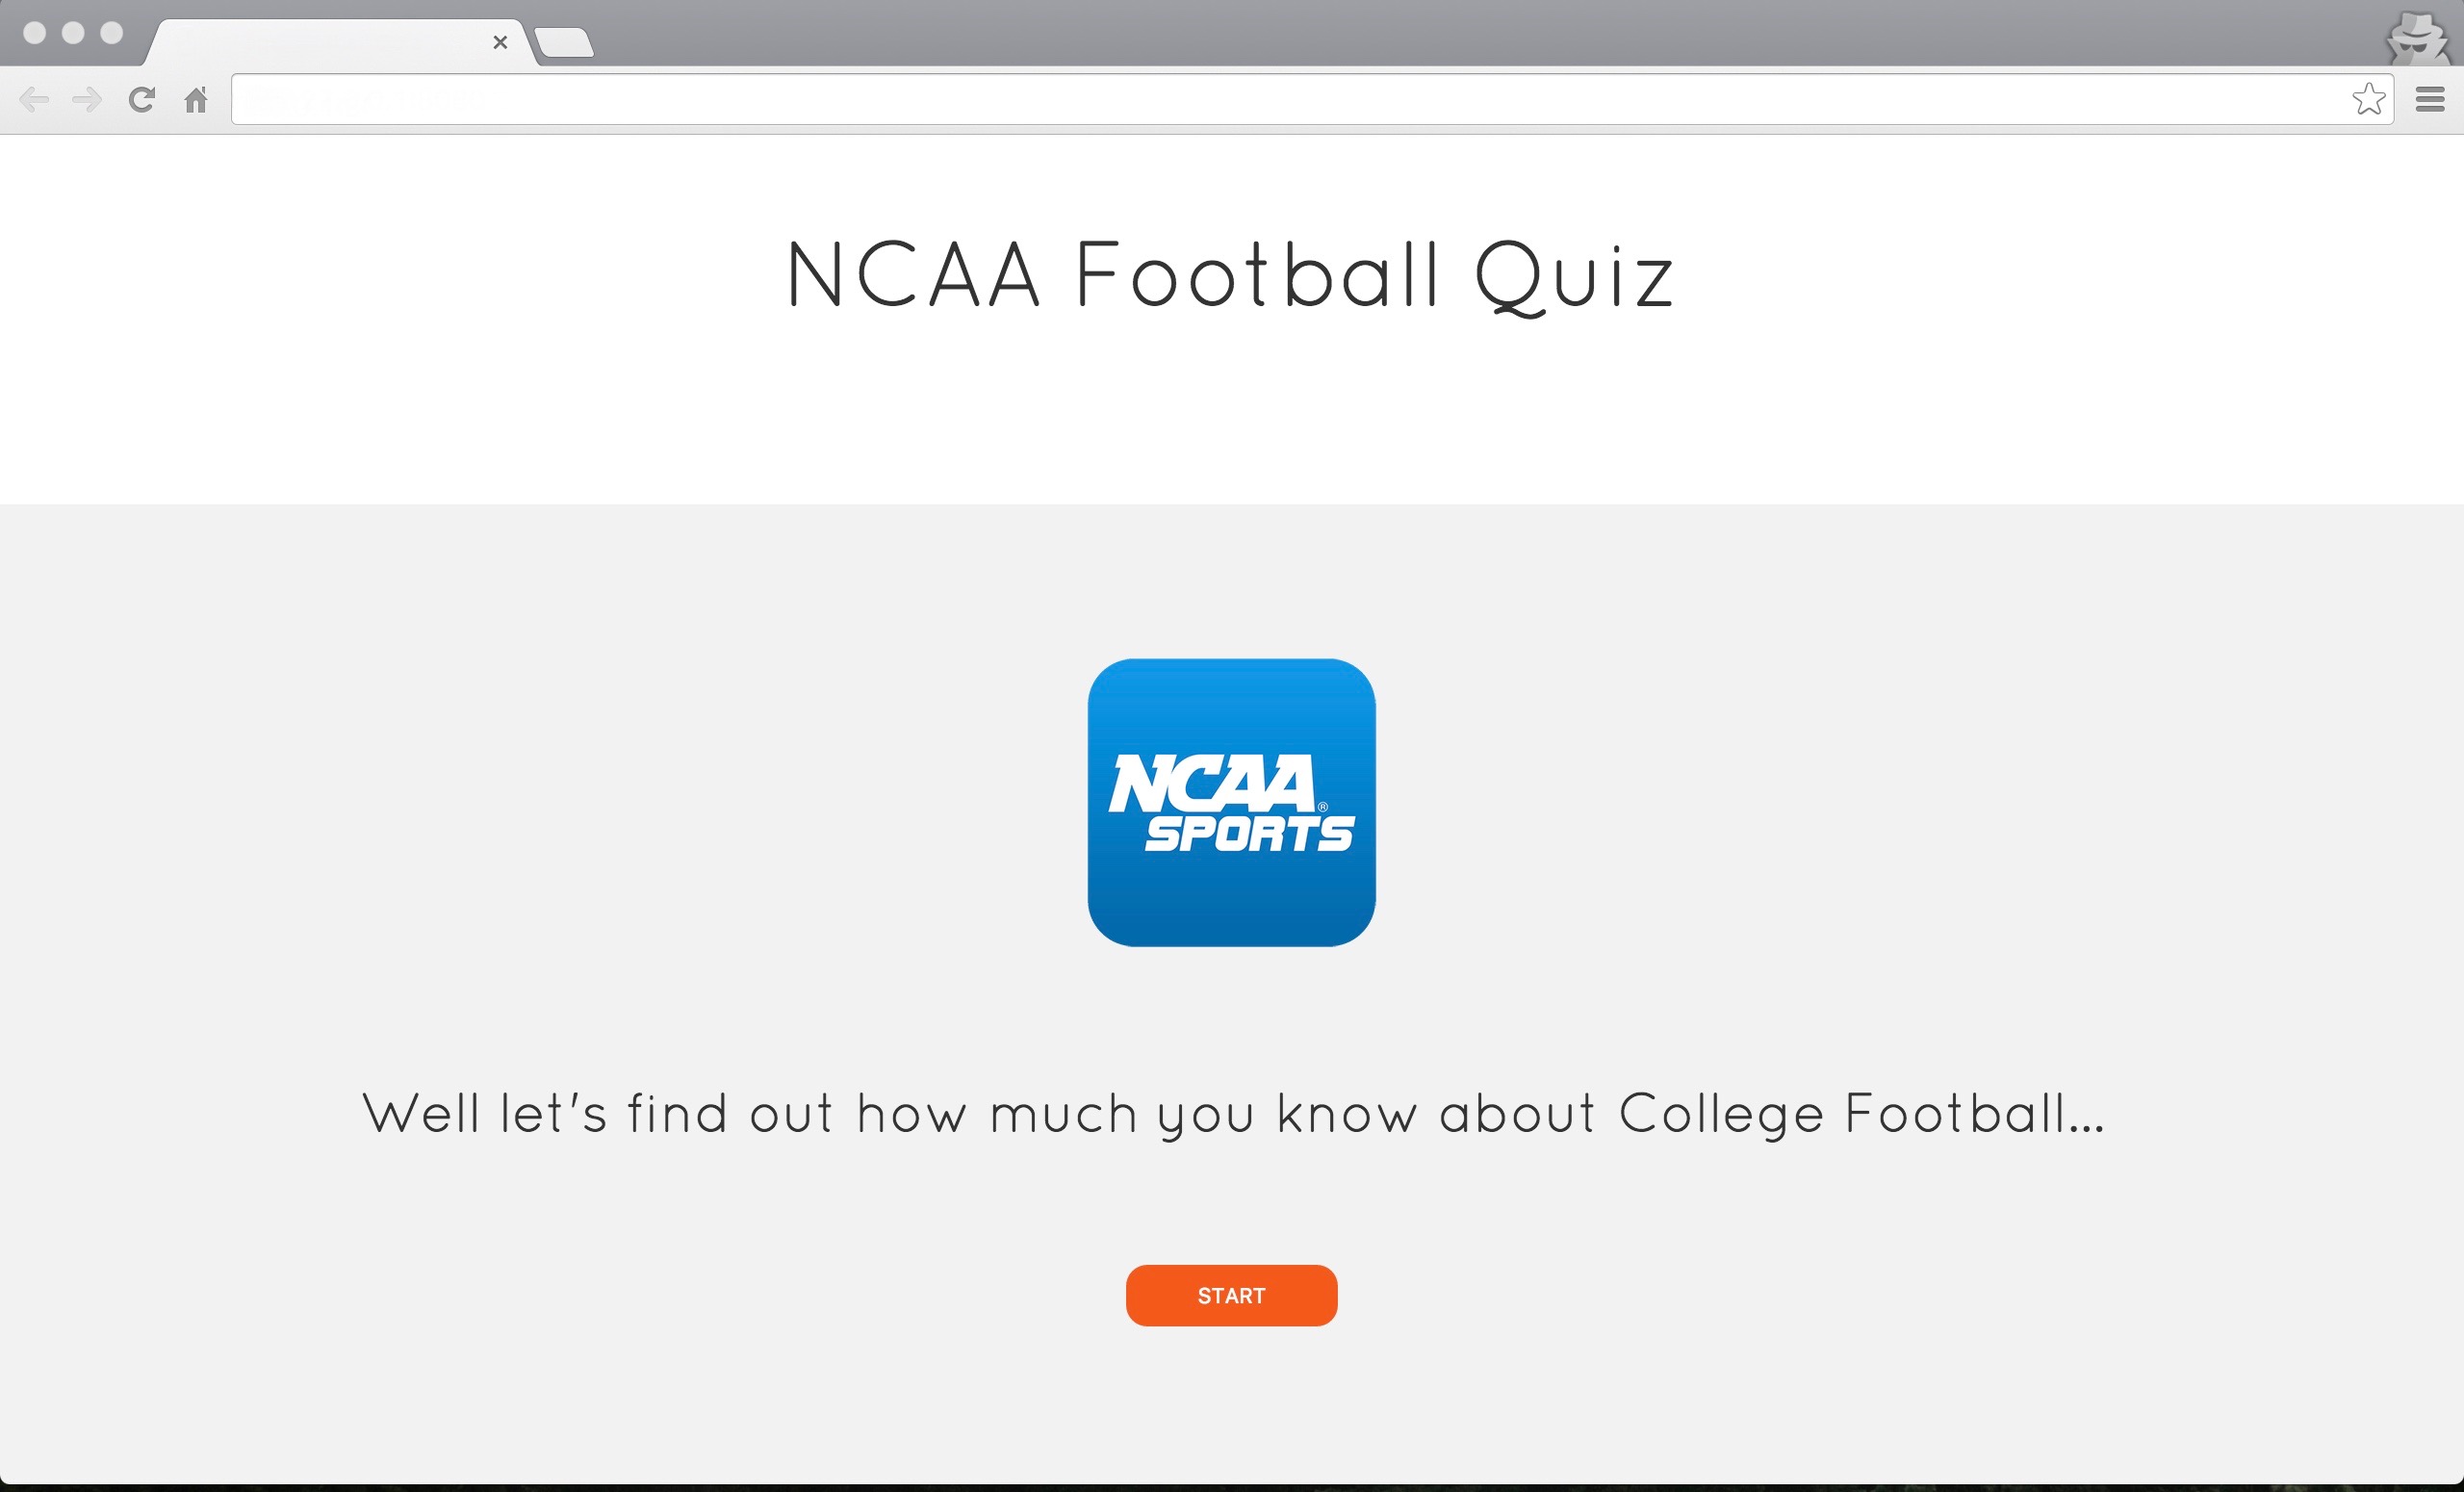 NCAA Football Quiz
NCAA®
SPORTS
Well let's find out how much you know about College Football...
START